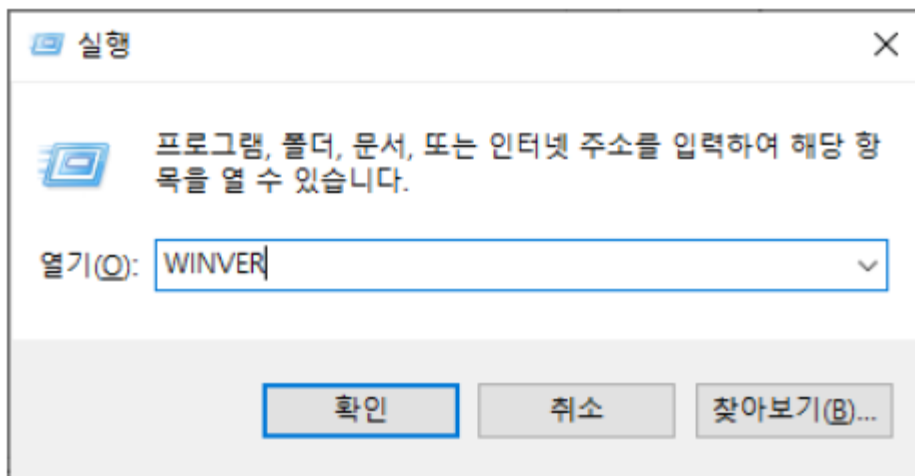 실행
프로그램, 폴더, 문서, 또는 인터넷 주소를 입력하여 해당 항
목을 열 수 있습니다.
열기(O): WINVER
확인 취소 찾아보기(B)...